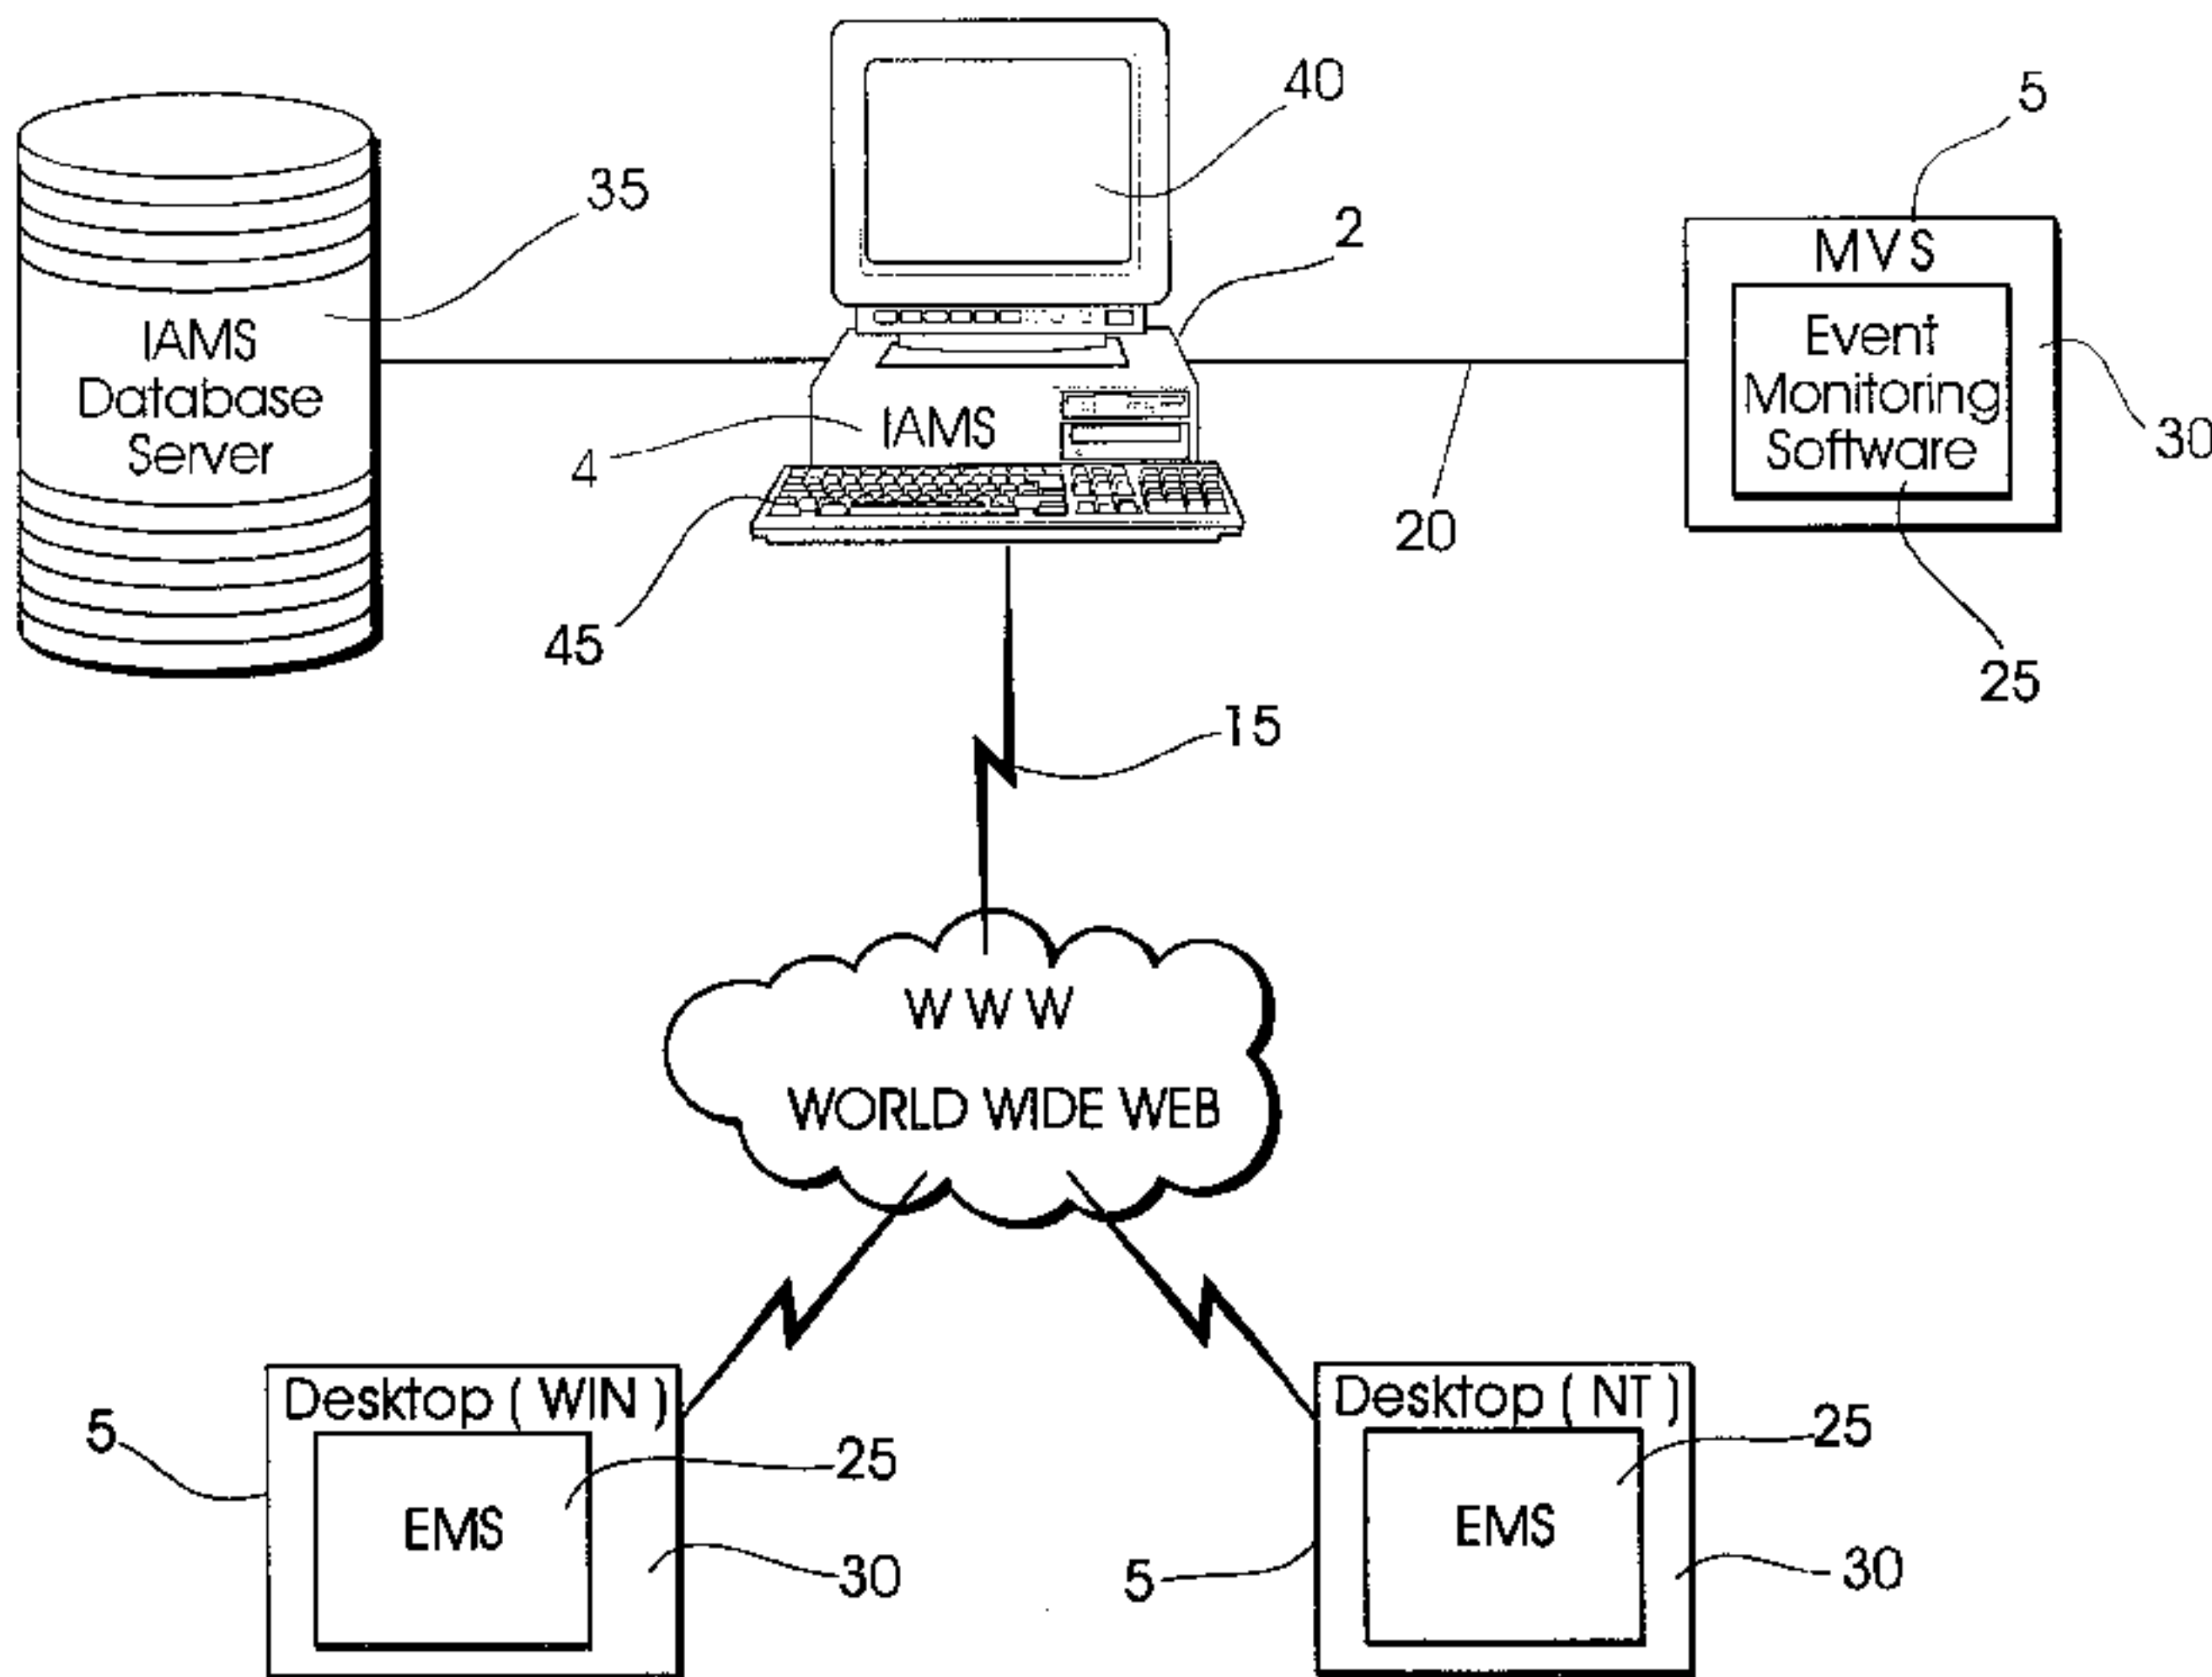 40
5
35
2
MVS
IAMS
Database
Server
Event
Monitoring
Software
30
4
IAMS
45
20
25
15
W W W
WORLD WIDE WEB
Desktop ( WIN )
5
25
EMS
30
Desktop ( NT )
25
EMS
5
30